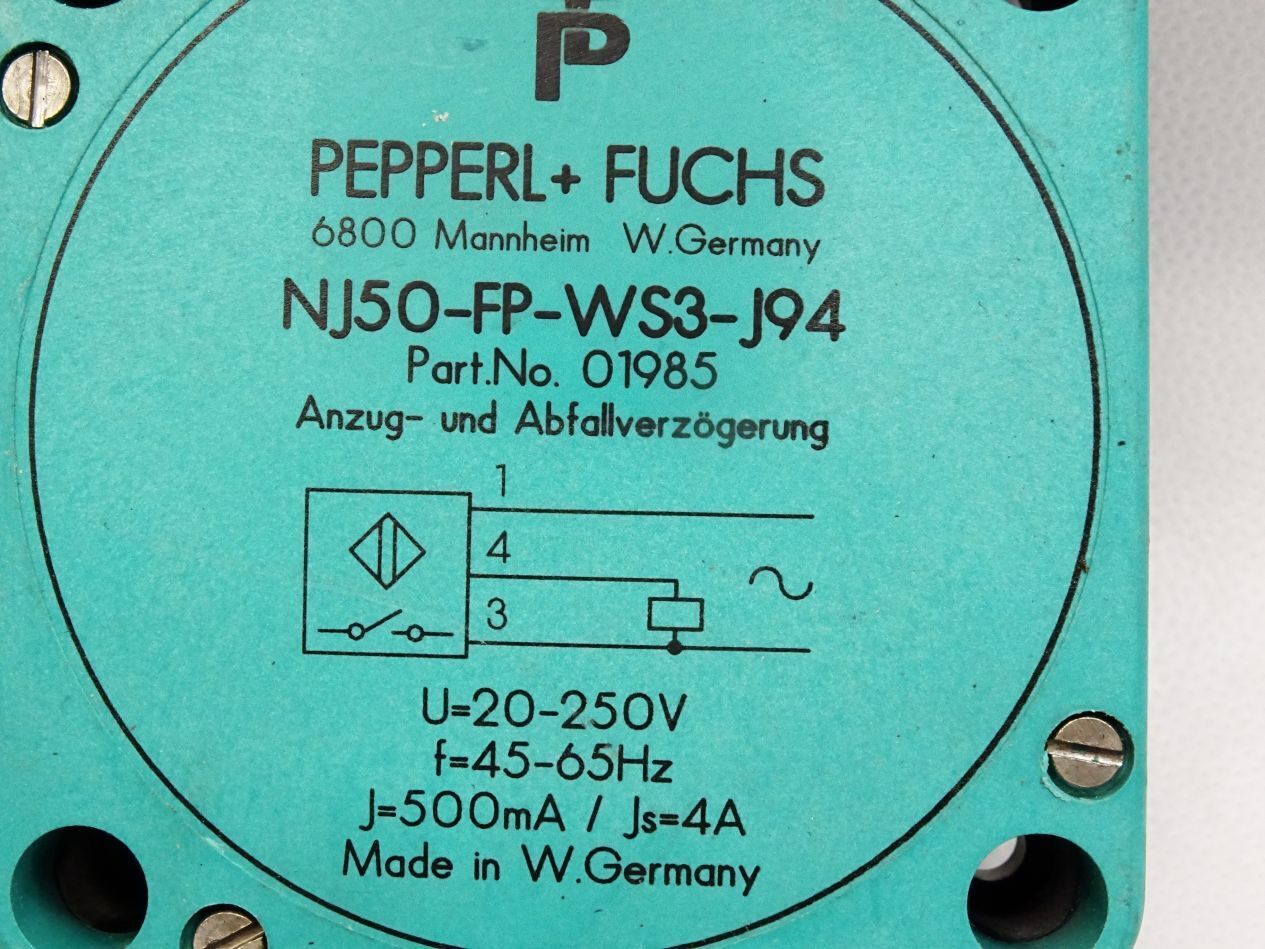 PEPPERL+ FUCHS
6800 Mannheim W.Germany
NJ50-FP-WS3-J94
Part.No. 01985
Anzug- und Abfallverzögerung
1
4
3
U=20-250V
f=45-65Hz
J=500mA / Js=4A
Made in W.Germany